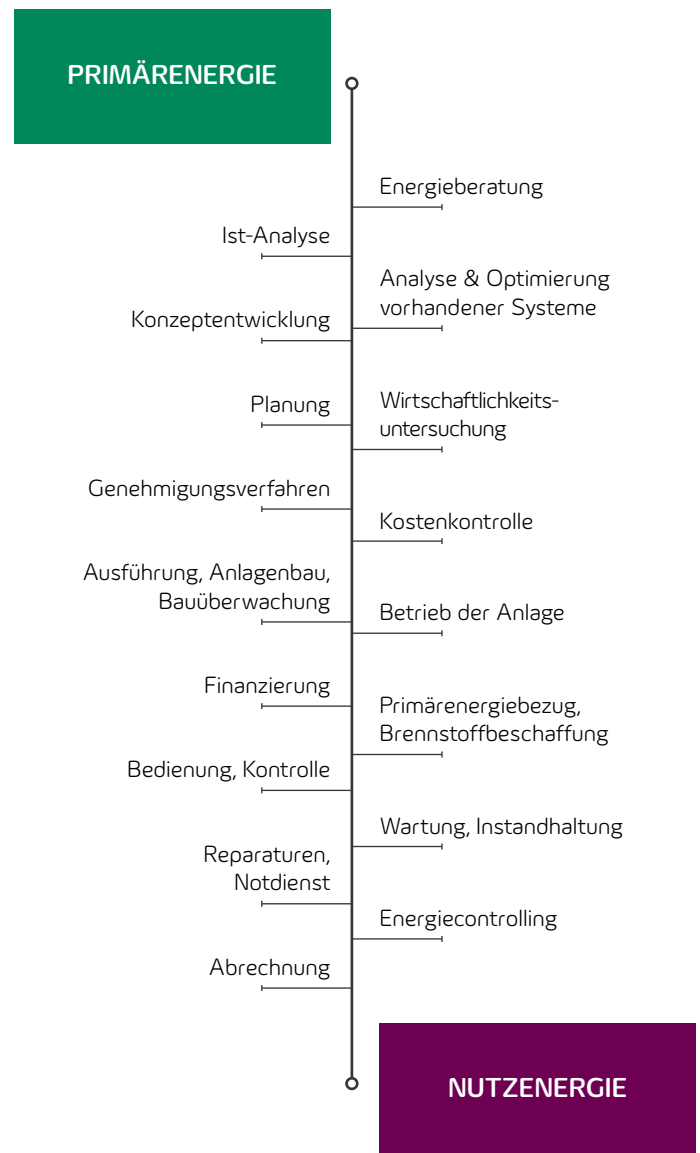 PRIMÄRENERGIE
Energieberatung
Ist-Analyse
Analyse & Optimierung
vorhandener Systeme
Konzeptentwicklung
Wirtschaftlichkeits-
untersuchung
Planung
Genehmigungsverfahren
Kostenkontrolle
Ausführung, Anlagenbau,
Bauüberwachung
Betrieb der Anlage
Finanzierung
Primärenergiebezug,
Brennstoffbeschaffung
Bedienung, Kontrolle
Wartung, Instandhaltung
Reparaturen,
Notdienst
Energiecontrolling
Abrechnung
NUTZENERGIE